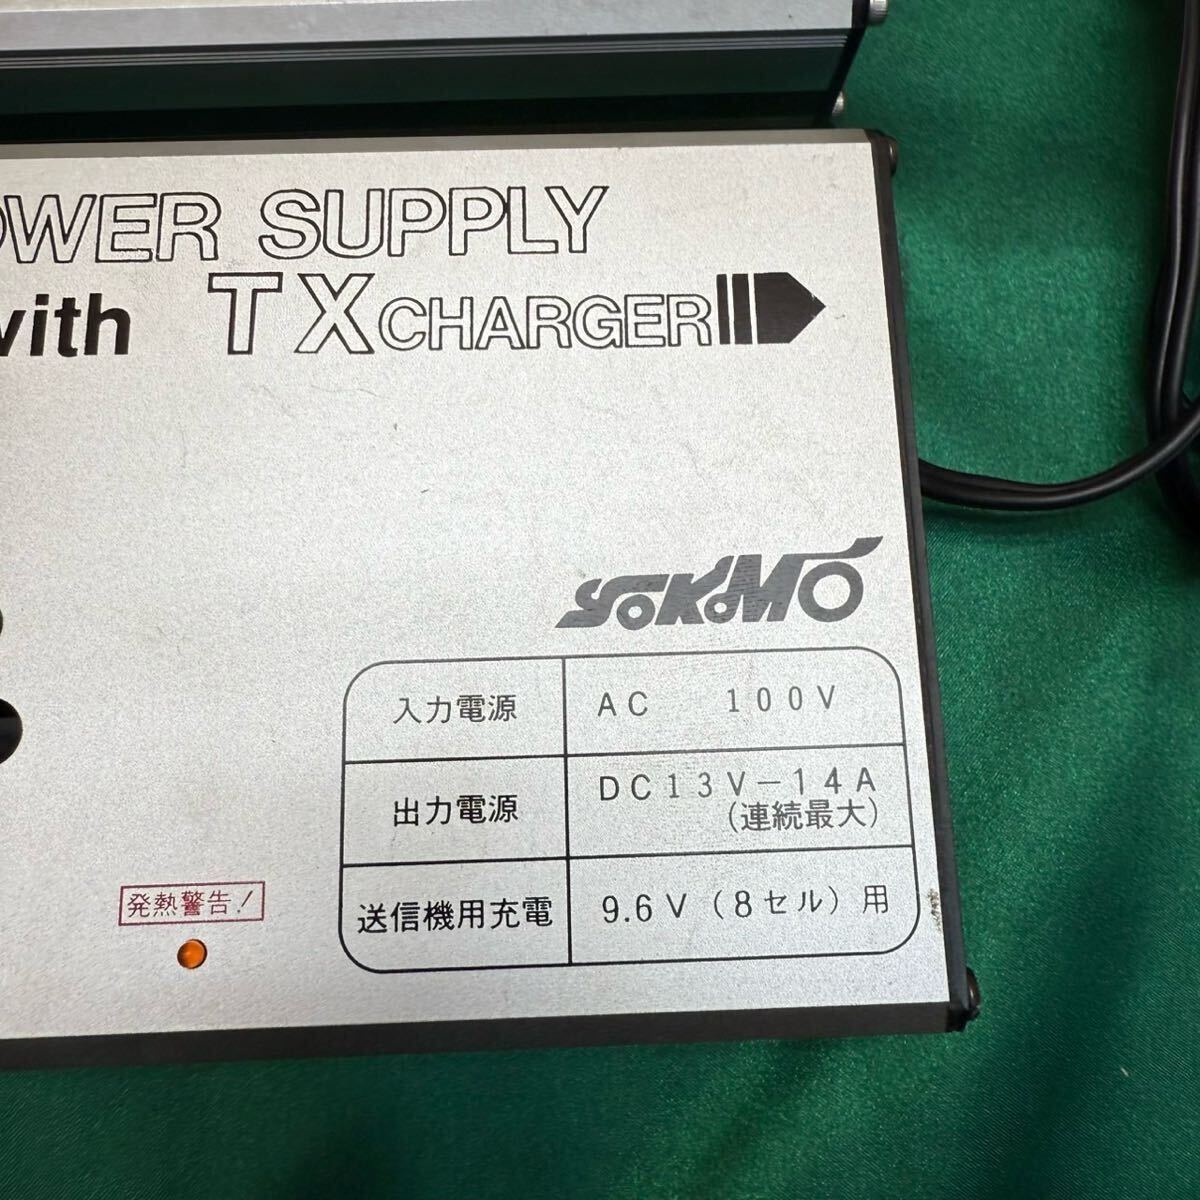 OWER SUPPLY
with TX CHARGER
YOKOMO
入力電源 AC 100V
出力電源 DC13V-14A
(連続最大)
送信機用充電 9.6V(8セル)用
発熱警告!